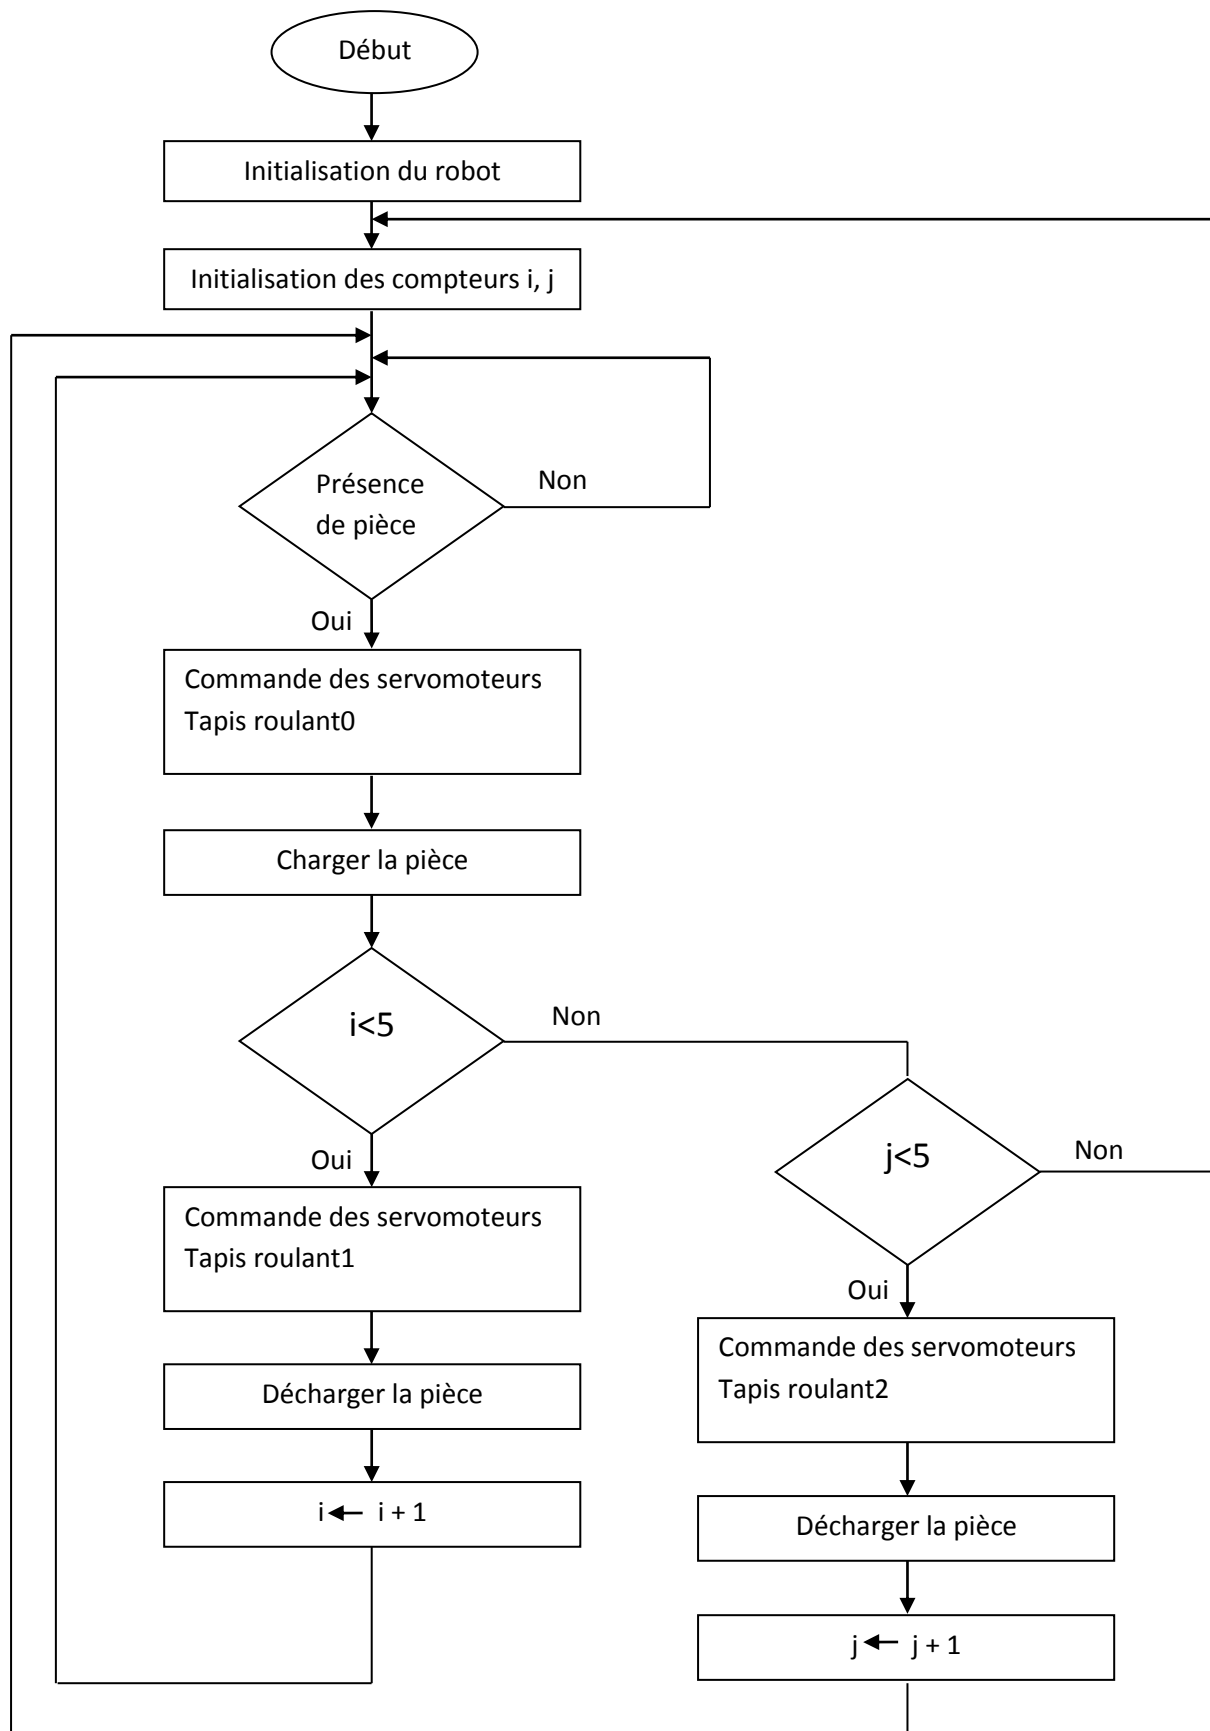 Début
Initialisation du robot
Initialisation des compteurs i, j
Présence
de pièce
Non
Oui
Commande des servomoteurs
Tapis roulant0
Charger la pièce
i<5
Non
Oui
j<5
Non
Commande des servomoteurs
Tapis roulant1
Décharger la pièce
i ← i + 1
Oui
Commande des servomoteurs
Tapis roulant2
Décharger la pièce
j ← j + 1